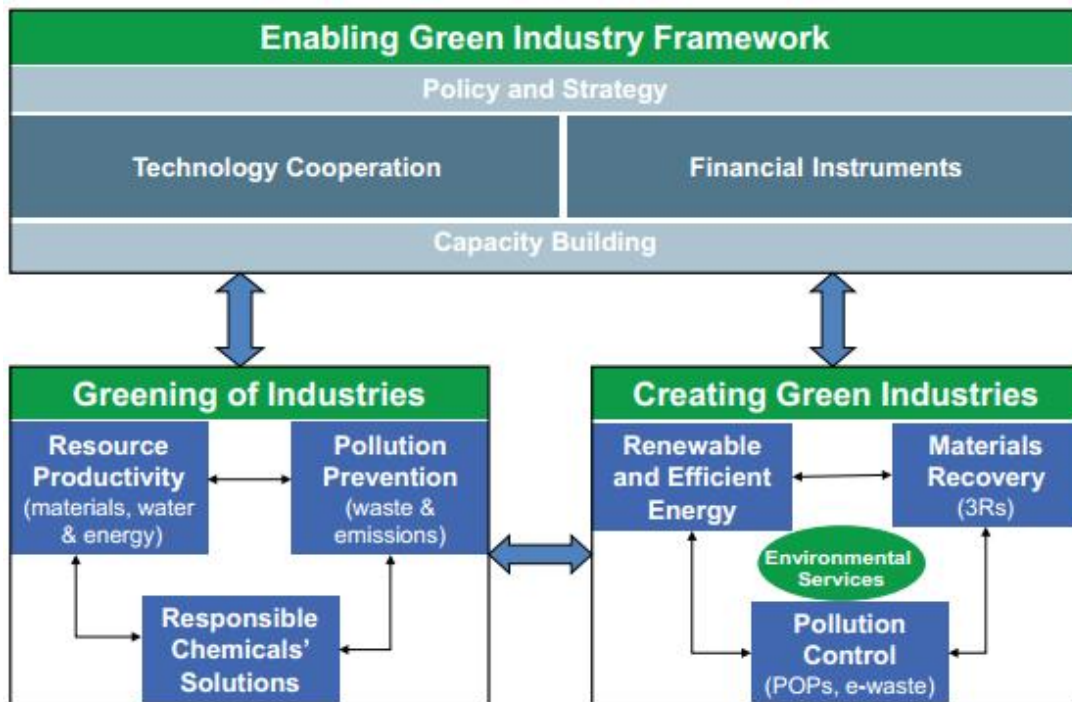 Enabling Green Industry Framework
Policy and Strategy
Technology Cooperation
Financial Instruments
Capacity Building
Greening of Industries
Resource
Productivity
(materials, water
& energy)
Pollution
Prevention
(waste &
emissions)
Responsible
Chemicals'
Solutions
Creating Green Industries
Renewable
and Efficient
Energy
Materials
Recovery
(3Rs)
Environmental
Services
Pollution
Control
(POPs, e-waste)